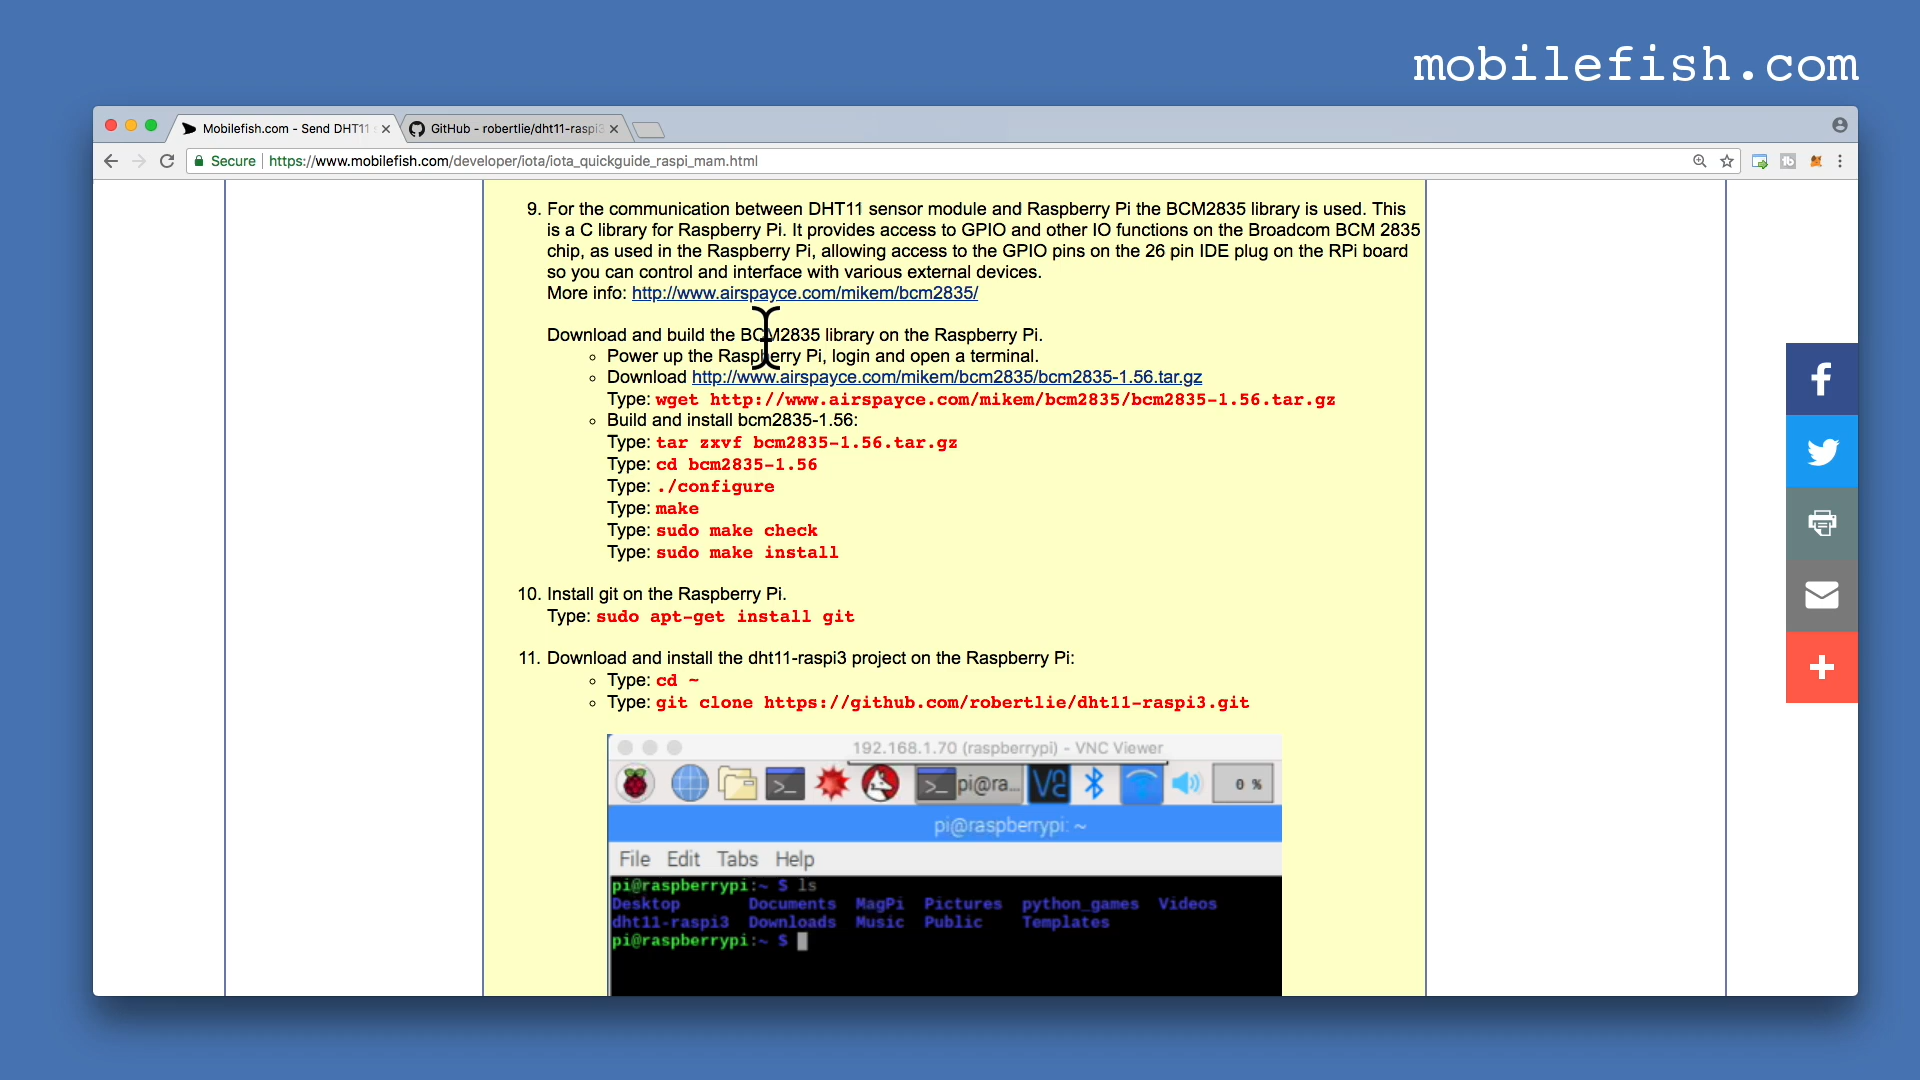 mobilefish.com
Mobilefish.com - Send DHT11
GitHub - robertlie/dht11-raspi3
Secure
https://www.mobilefish.com/developer/iota/iota_quickguide_raspi_mam.html
9. For the communication between DHT11 sensor module and Raspberry Pi the BCM2835 library is used. This
is a C library for Raspberry Pi. It provides access to GPIO and other IO functions on the Broadcom BCM 2835
chip, as used in the Raspberry Pi, allowing access to the GPIO pins on the 26 pin IDE plug on the RPi board
so you can control and interface with various external devices.
More info: http://www.airspayce.com/mikem/bcm2835/
Download and build the BCM2835 library on the Raspberry Pi.
Power up the Raspberry Pi, login and open a terminal.
Download http://www.airspayce.com/mikem/bcm2835/bcm2835-1.56.tar.gz
Type: wget http://www.airspayce.com/mikem/bcm2835/bcm2835-1.56.tar.gz
Build and install bcm2835-1.56:
Type: tar zxvf bcm2835-1.56.tar.gz
Type: cd bcm2835-1.56
Type: ./configure
Type: make
Type: sudo make check
Type: sudo make install
10. Install git on the Raspberry Pi.
Type: sudo apt-get install git
11. Download and install the dht11-raspi3 project on the Raspberry Pi:
Type: cd ~
Type: git clone https://github.com/robertlie/dht11-raspi3.git
192.168.1.70 (raspberrypi) - VNC Viewer
>_ >_ pi@ra... 0 %
pi@raspberrypi: ~
File Edit Tabs Help
pi@raspberrypi:~ $ ls
Desktop Documents MagPi Pictures python_games Videos
dht11-raspi3 Downloads Music Public Templates
pi@raspberrypi:~ $